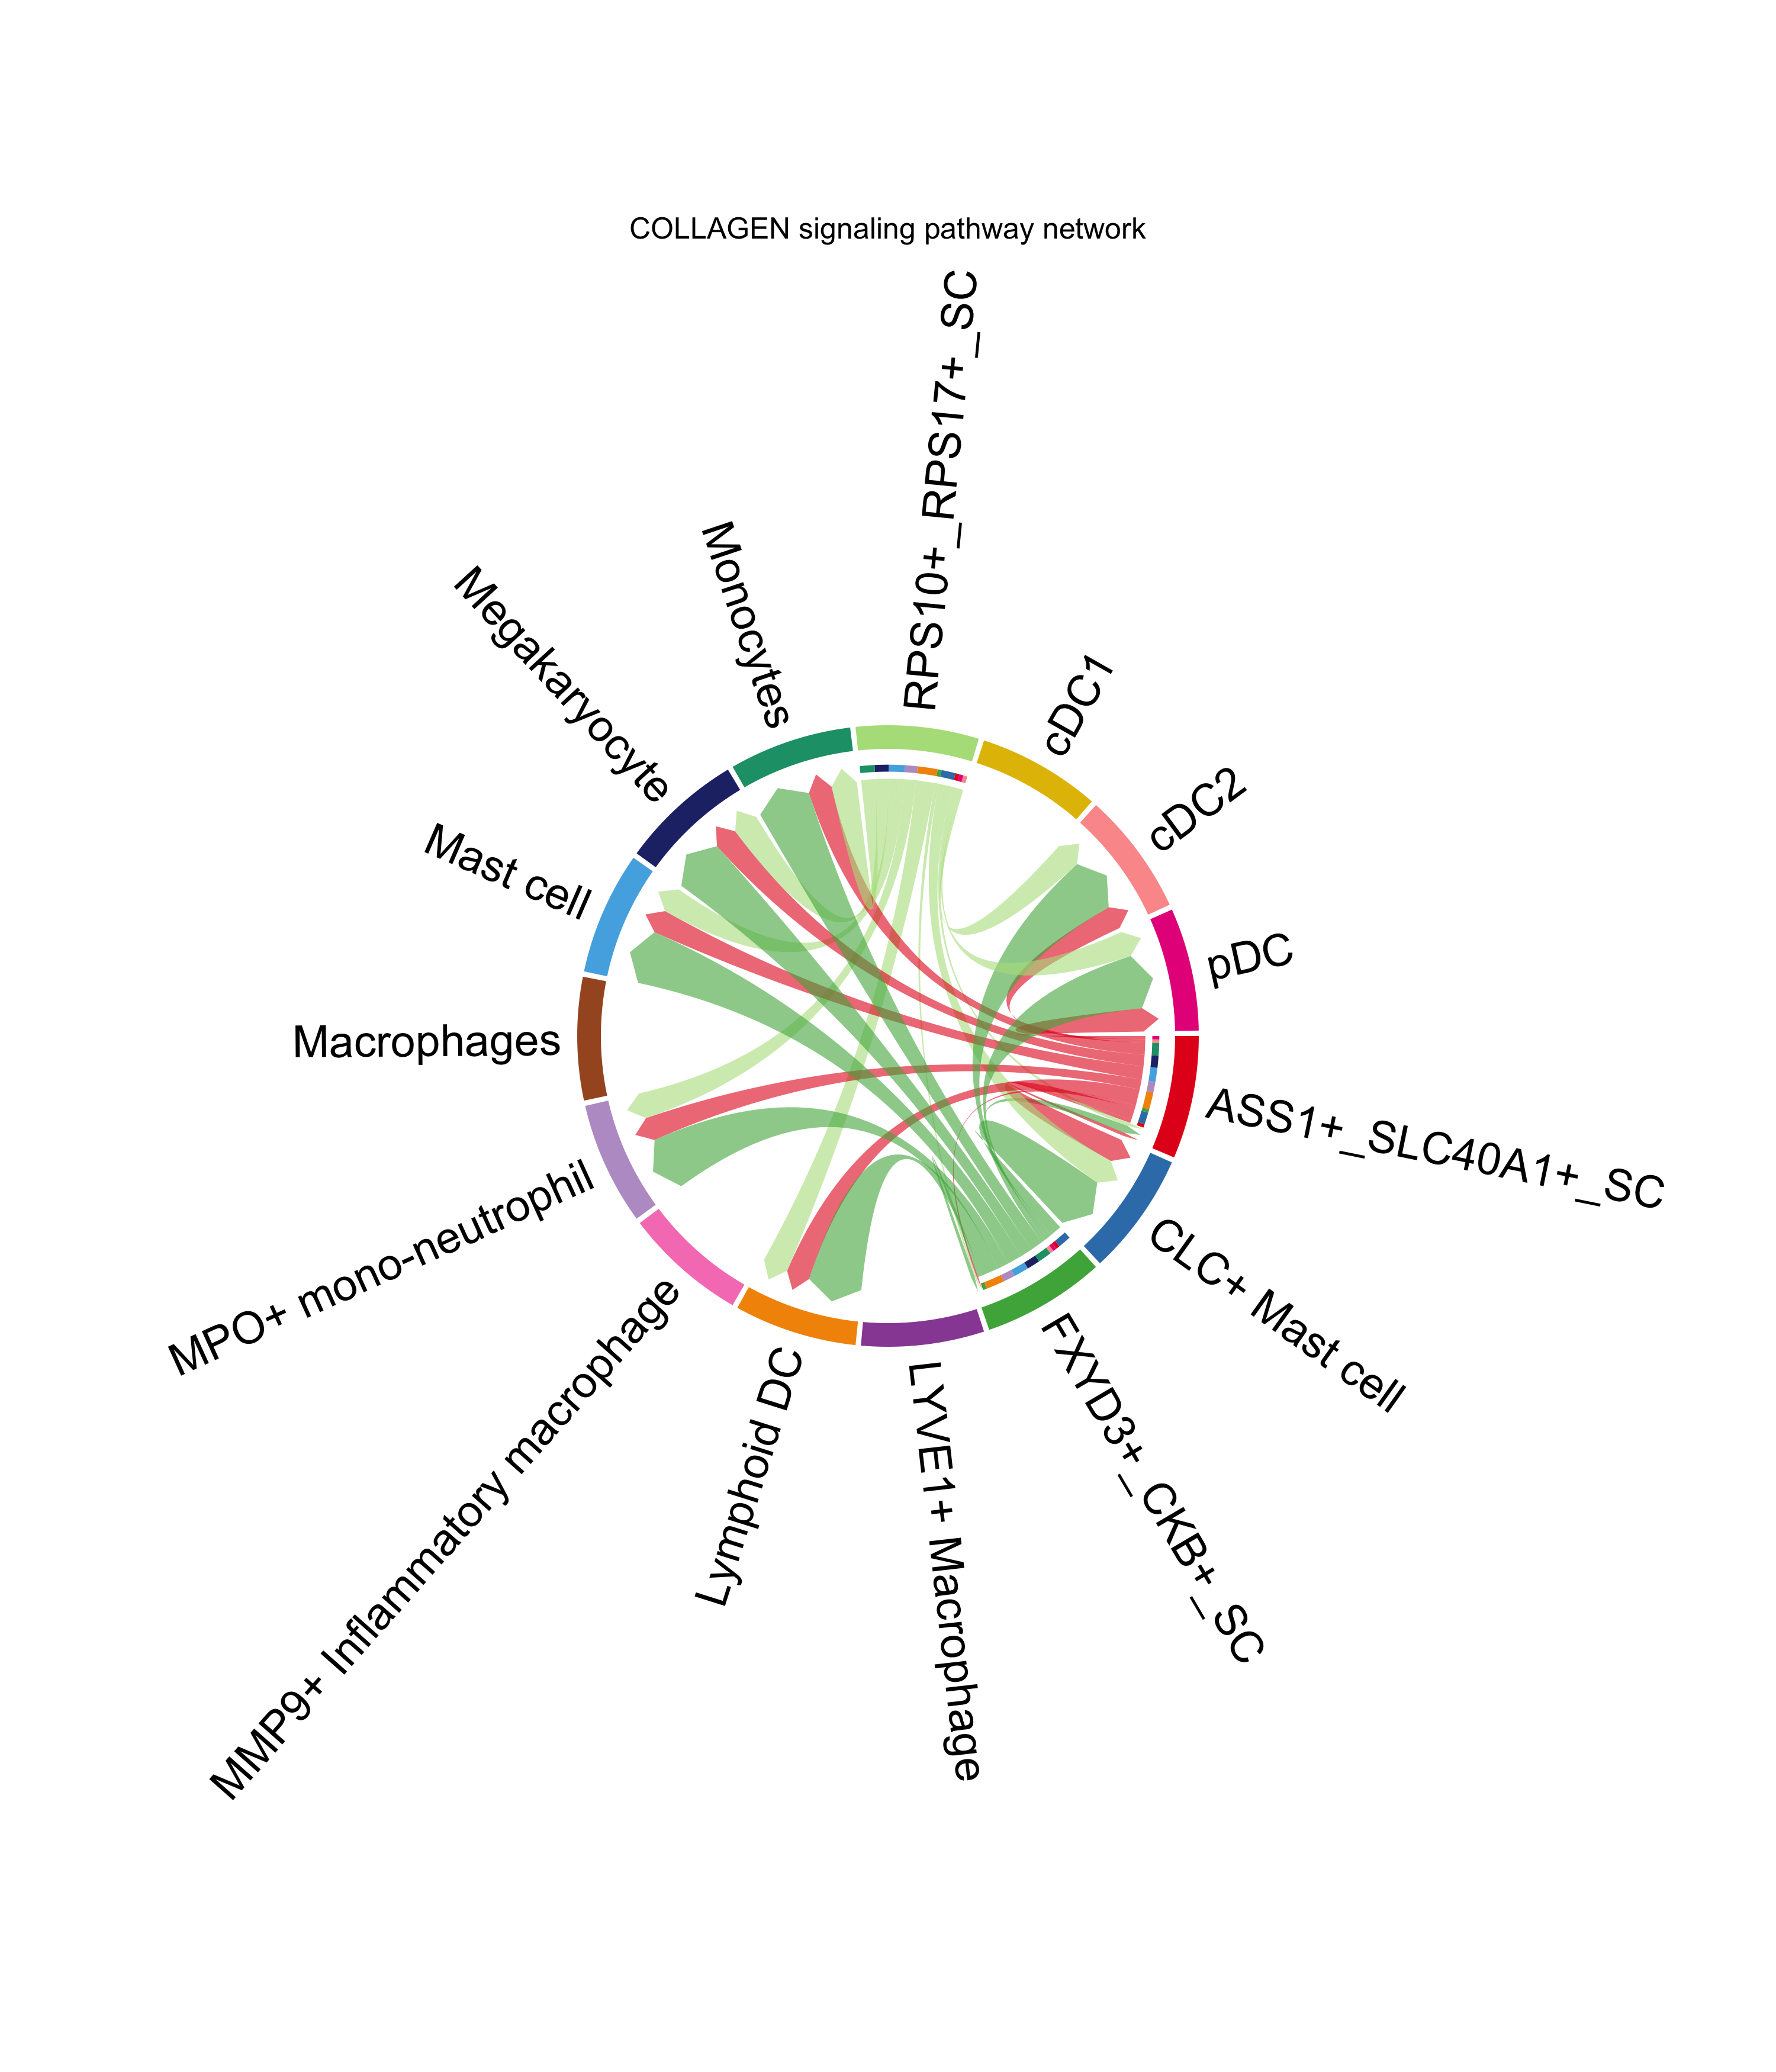 COLLAGEN signaling pathway network
RPS10+_RPS17+_SC
cDC1
cDC2
pDC
ASS1+_SLC40A1+_SC
CLC+ Mast cell
FXYD3+_CKB+_SC
LYVE1+ Macrophage
Lymphoid DC
MMP9+ Inflammatory macrophage
MPO+ mono-neutrophil
Macrophages
Mast cell
Megakaryocyte
Monocytes